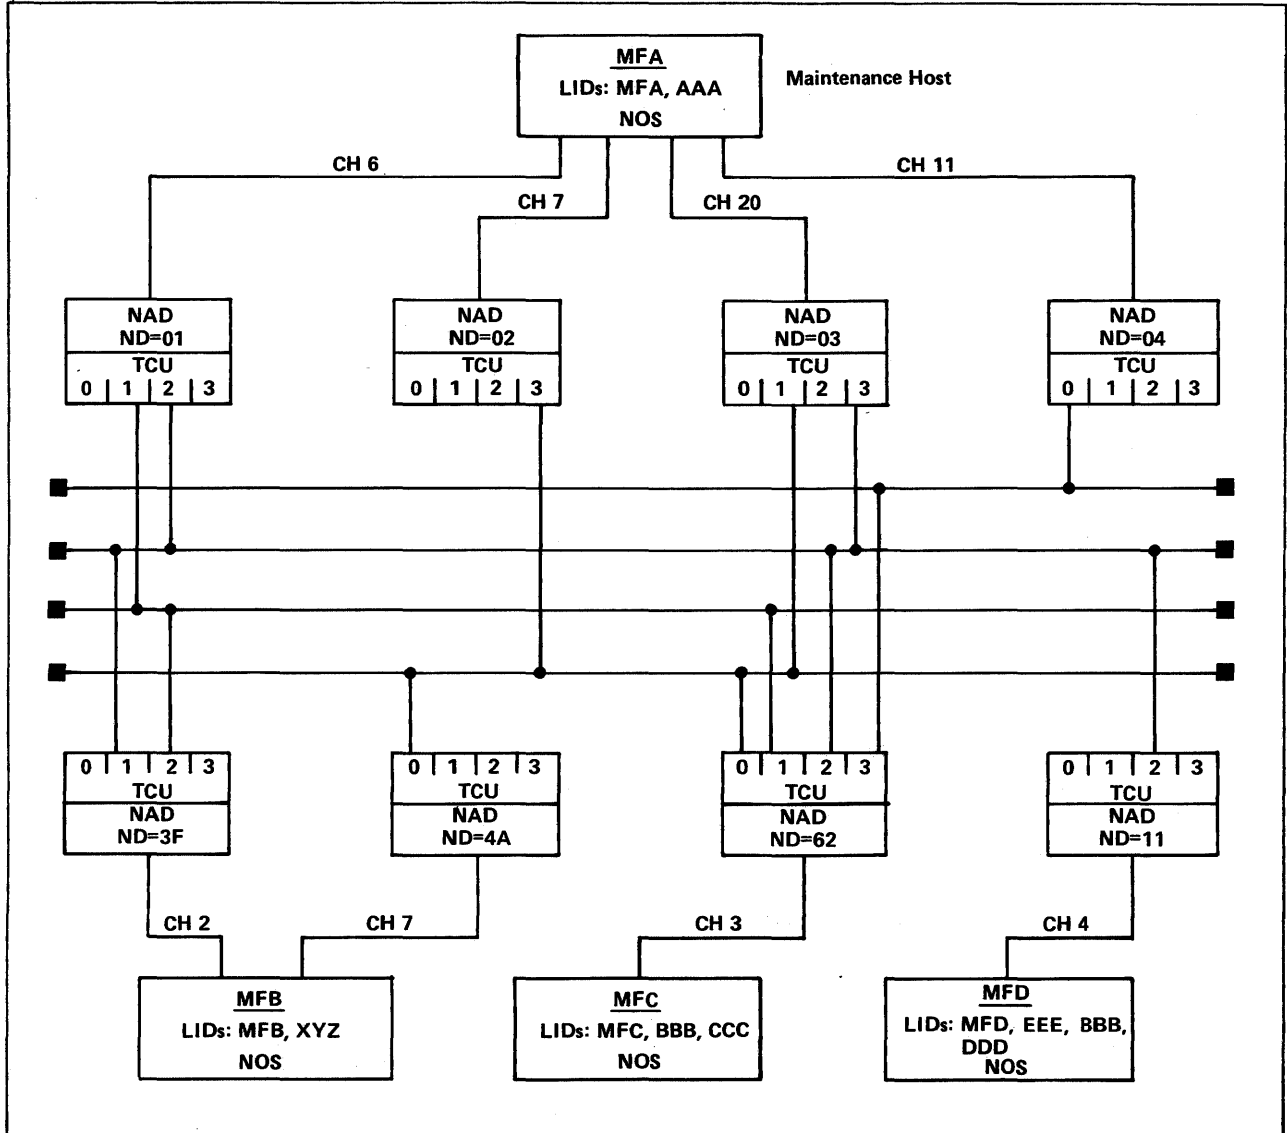 MFA
LIDs: MFA, AAA
NOS
Maintenance Host
CH 6
CH 7
CH 20
CH 11
NAD
ND=01
TCU
0 1 2 3
NAD
ND=02
TCU
0 1 2 3
NAD
ND=03
TCU
0 1 2 3
NAD
ND=04
TCU
0 1 2 3
0 1 2 3
TCU
NAD
ND=3F
0 1 2 3
TCU
NAD
ND=4A
0 1 2 3
TCU
NAD
ND=62
0 1 2 3
TCU
NAD
ND=11
CH 2
CH 7
CH 3
CH 4
MFB
LIDs: MFB, XYZ
NOS
MFC
LIDs: MFC, BBB, CCC
NOS
MFD
LIDs: MFD, EEE, BBB,
DDD
NOS